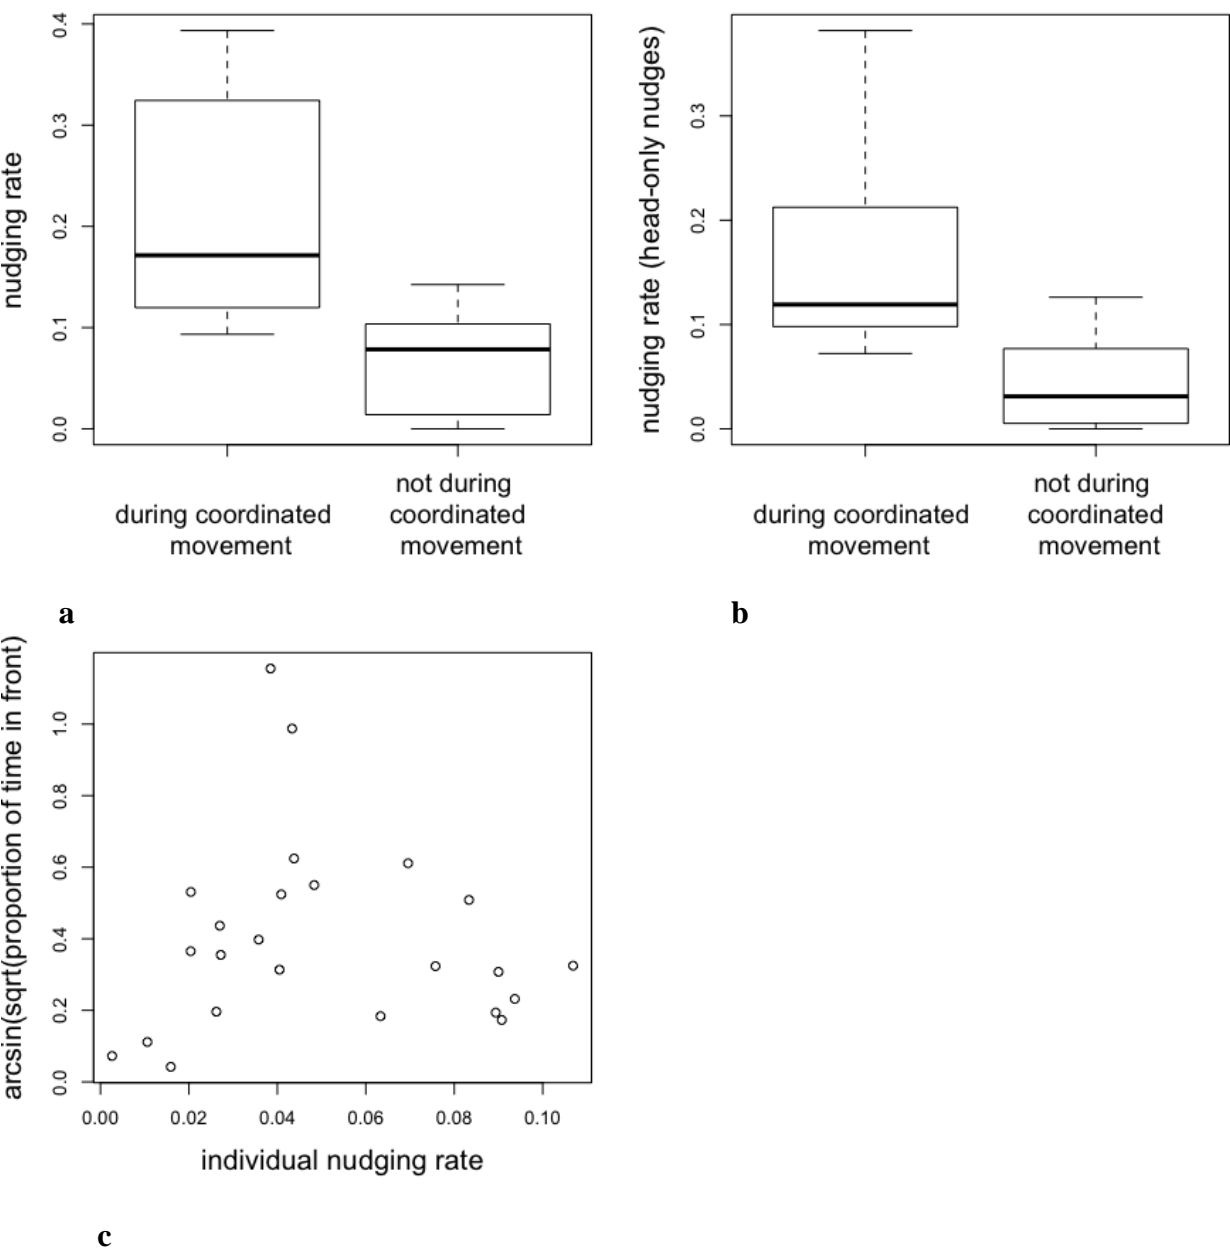 nudging rate
0.0
0.1
0.2
0.3
0.4
during coordinated
movement
not during
coordinated
movement
a
nudging rate (head-only nudges)
0.0
0.1
0.2
0.3
during coordinated
movement
not during
coordinated
movement
b
arcsin(sqrt(proportion of time in front)
0.0
0.2
0.4
0.6
0.8
1.0
0.00 0.02 0.04 0.06 0.08 0.10
individual nudging rate
c